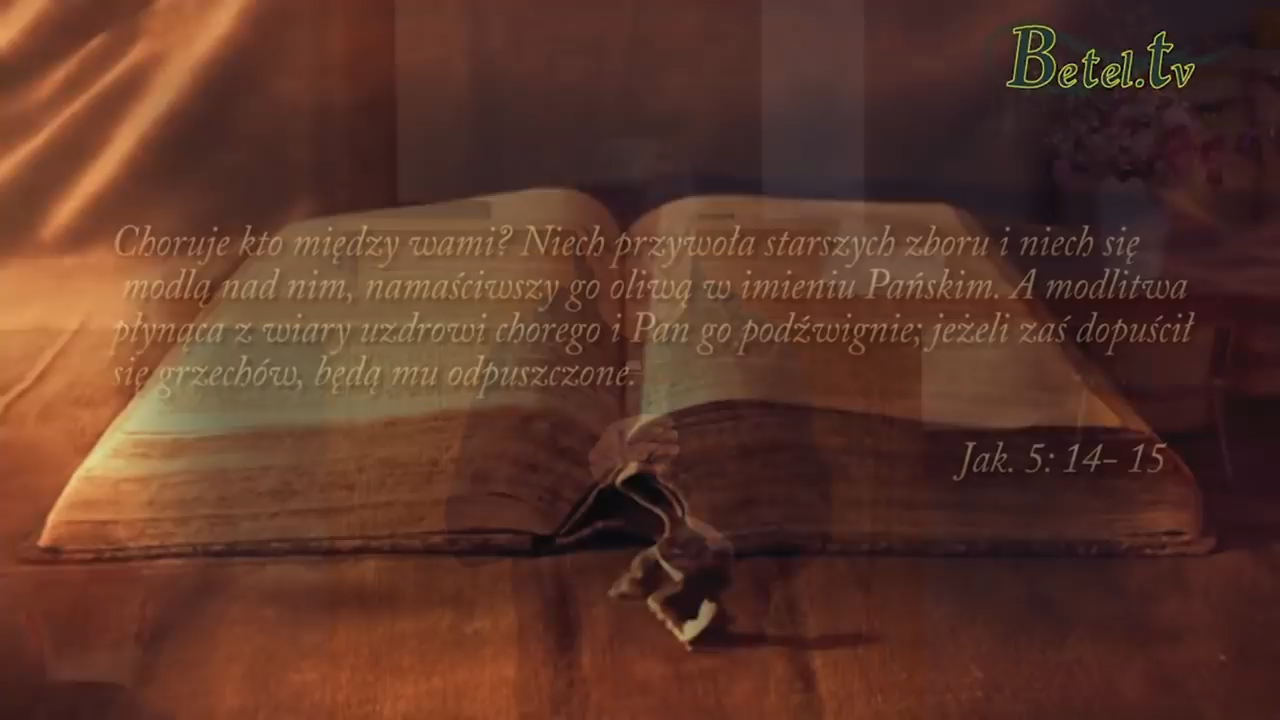 Betel.tv
Choruje kto między wami? Niech przywoła starszych zboru i niech się
modlą nad nim, namaściwszy go oliwą w imieniu Pańskim. A modlitwa
płynąca z wiary uzdrowi chorego i Pan go podźwignie; jeżeli zaś dopuścił
się grzechów, będą mu odpuszczone.
Jak. 5: 14- 15